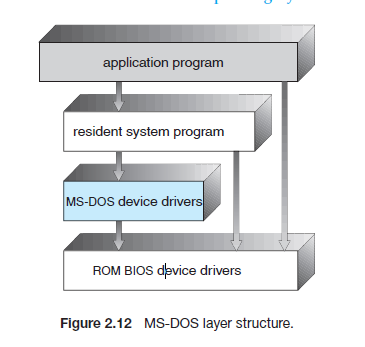 application program
resident system program
MS-DOS device drivers
ROM BIOS device drivers
Figure 2.12 MS-DOS layer structure.